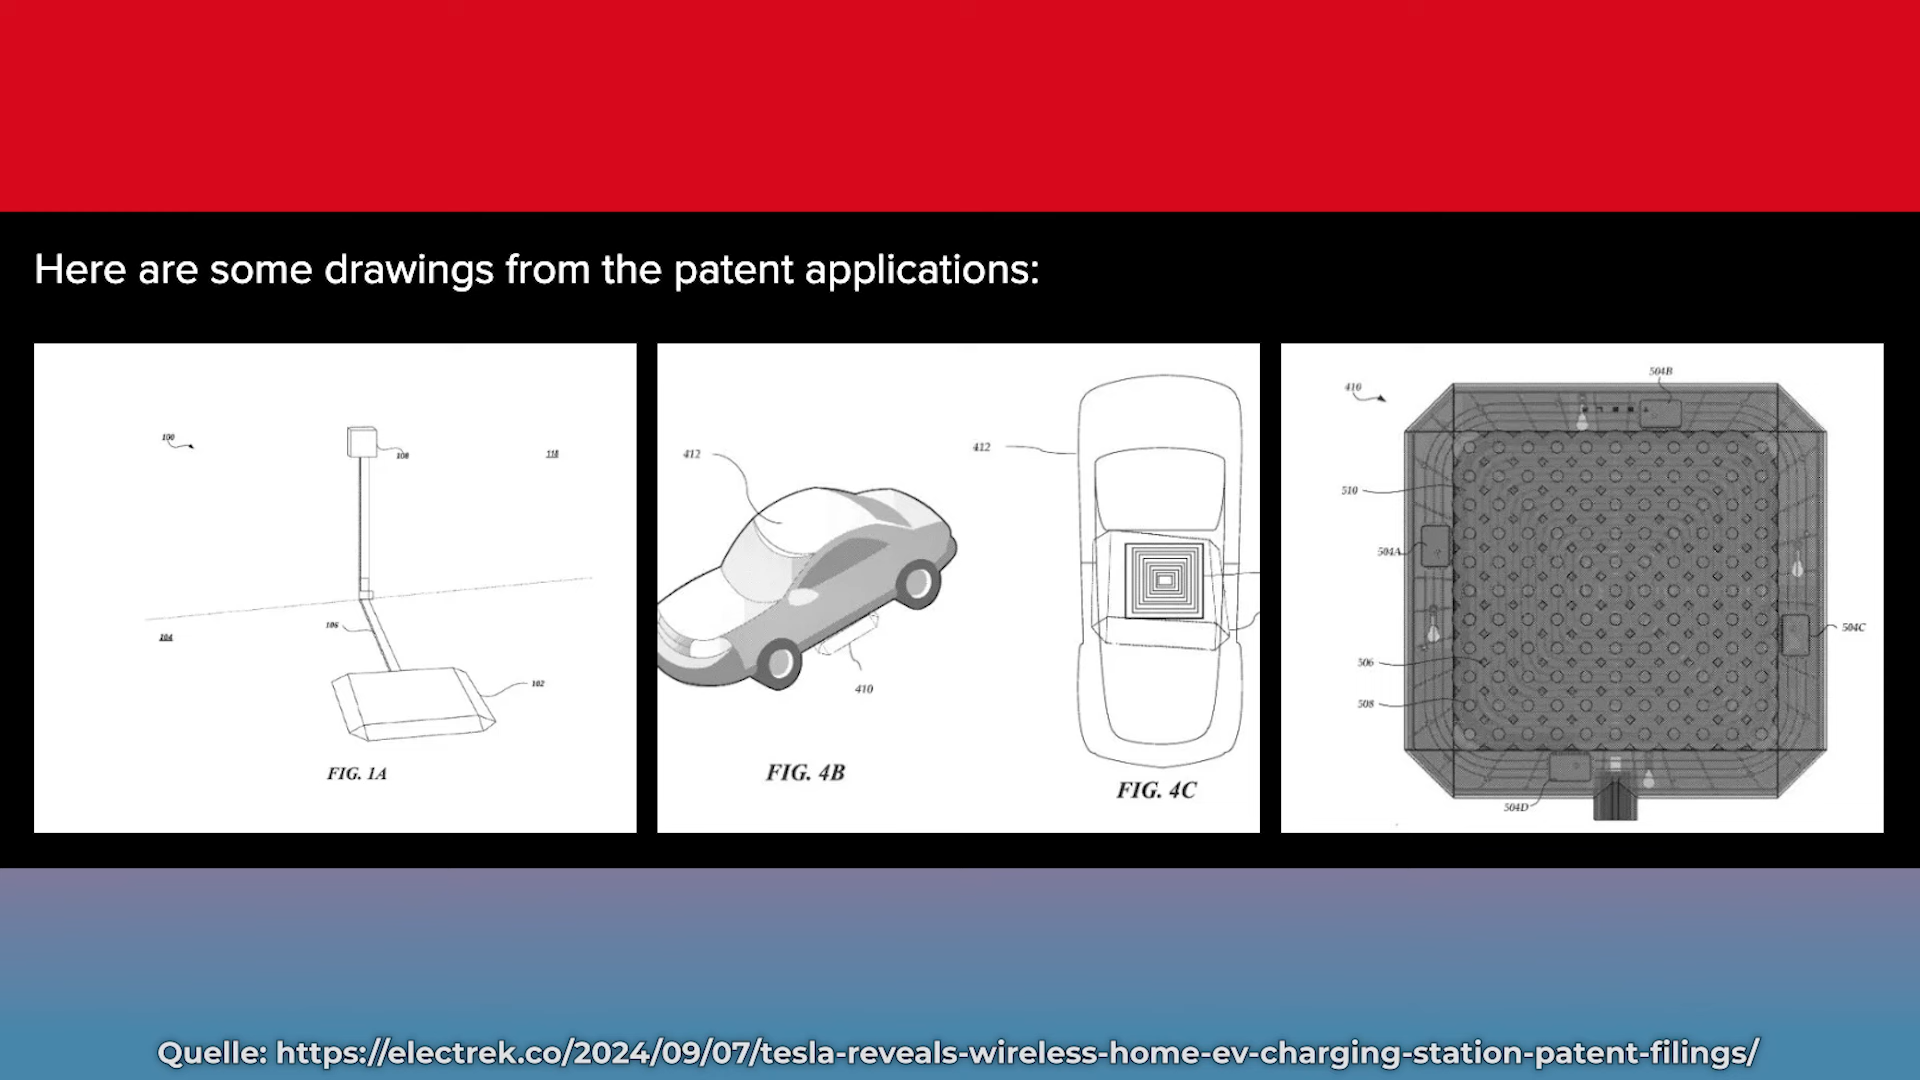 Here are some drawings from the patent applications:
100
108
118
106
104
102
FIG. 1A
412
410
FIG. 4B
412
FIG. 4C
410
504B
510
504A
504C
506
508
504D
Quelle: https://electrek.co/2024/09/07/tesla-reveals-wireless-home-ev-charging-station-patent-filings/